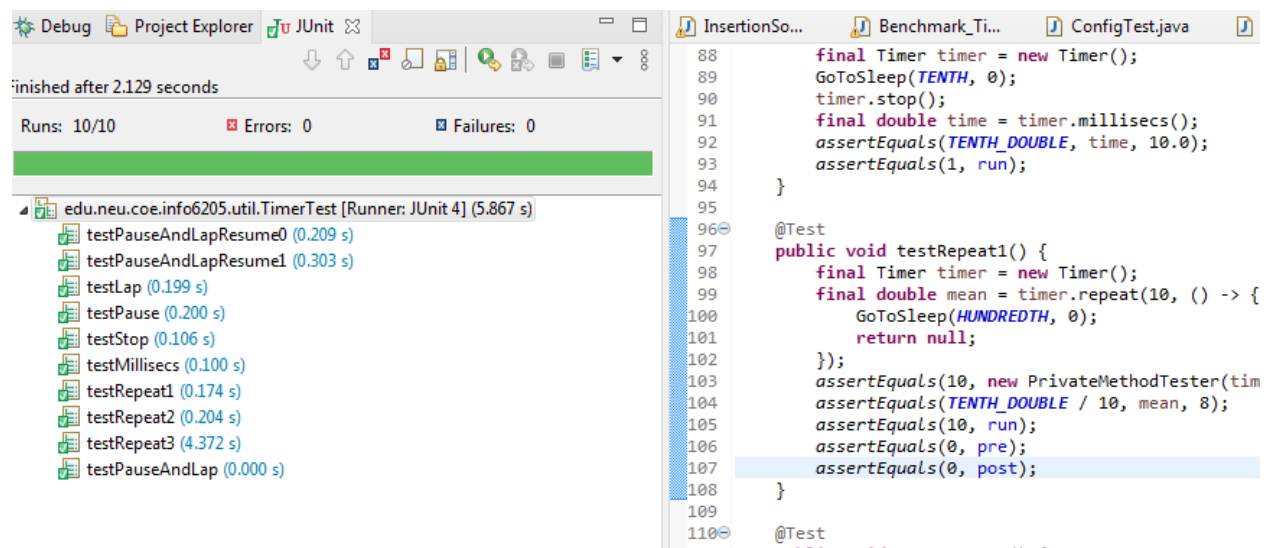 Debug Project Explorer JUnit
Finished after 2.129 seconds
Runs: 10/10 Errors: 0 Failures: 0
edu.neu.coe.info6205.util.TimerTest [Runner: JUnit 4] (5.867 s)
testPauseAndLapResume0 (0.209 s)
testPauseAndLapResume1 (0.303 s)
testLap (0.199 s)
testPause (0.200 s)
testStop (0.106 s)
testMillisecs (0.100 s)
testRepeat1 (0.174 s)
testRepeat2 (0.204 s)
testRepeat3 (4.372 s)
testPauseAndLap (0.000 s)
InsertionSo... Benchmark_Ti... ConfigTest.java
88 final Timer timer = new Timer();
89 GoToSleep(TENTH, 0);
90 timer.stop();
91 final double time = timer.millisecs();
92 assertEquals(TENTH_DOUBLE, time, 10.0);
93 assertEquals(1, run);
94 }
95
96 @Test
97 public void testRepeat1() {
98 final Timer timer = new Timer();
99 final double mean = timer.repeat(10, () -> {
100 GoToSleep(HUNDREDTH, 0);
101 return null;
102 });
103 assertEquals(10, new PrivateMethodTester(tim
104 assertEquals(TENTH_DOUBLE / 10, mean, 8);
105 assertEquals(10, run);
106 assertEquals(0, pre);
107 assertEquals(0, post);
108 }
109
110 @Test